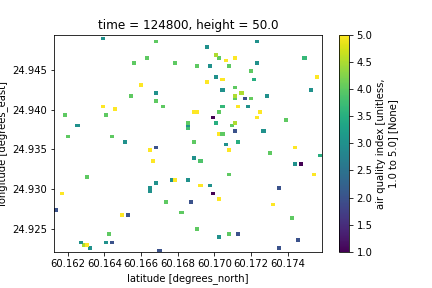 time = 124800, height = 50.0
longitude [degrees_east]
24.945
24.940
24.935
24.930
24.925
60.162 60.164 60.166 60.168 60.170 60.172 60.174
latitude [degrees_north]
5.0
4.5
4.0
3.5
3.0
2.5
2.0
1.5
1.0
air quality index [unitless,
1.0 to 5.0] [None]